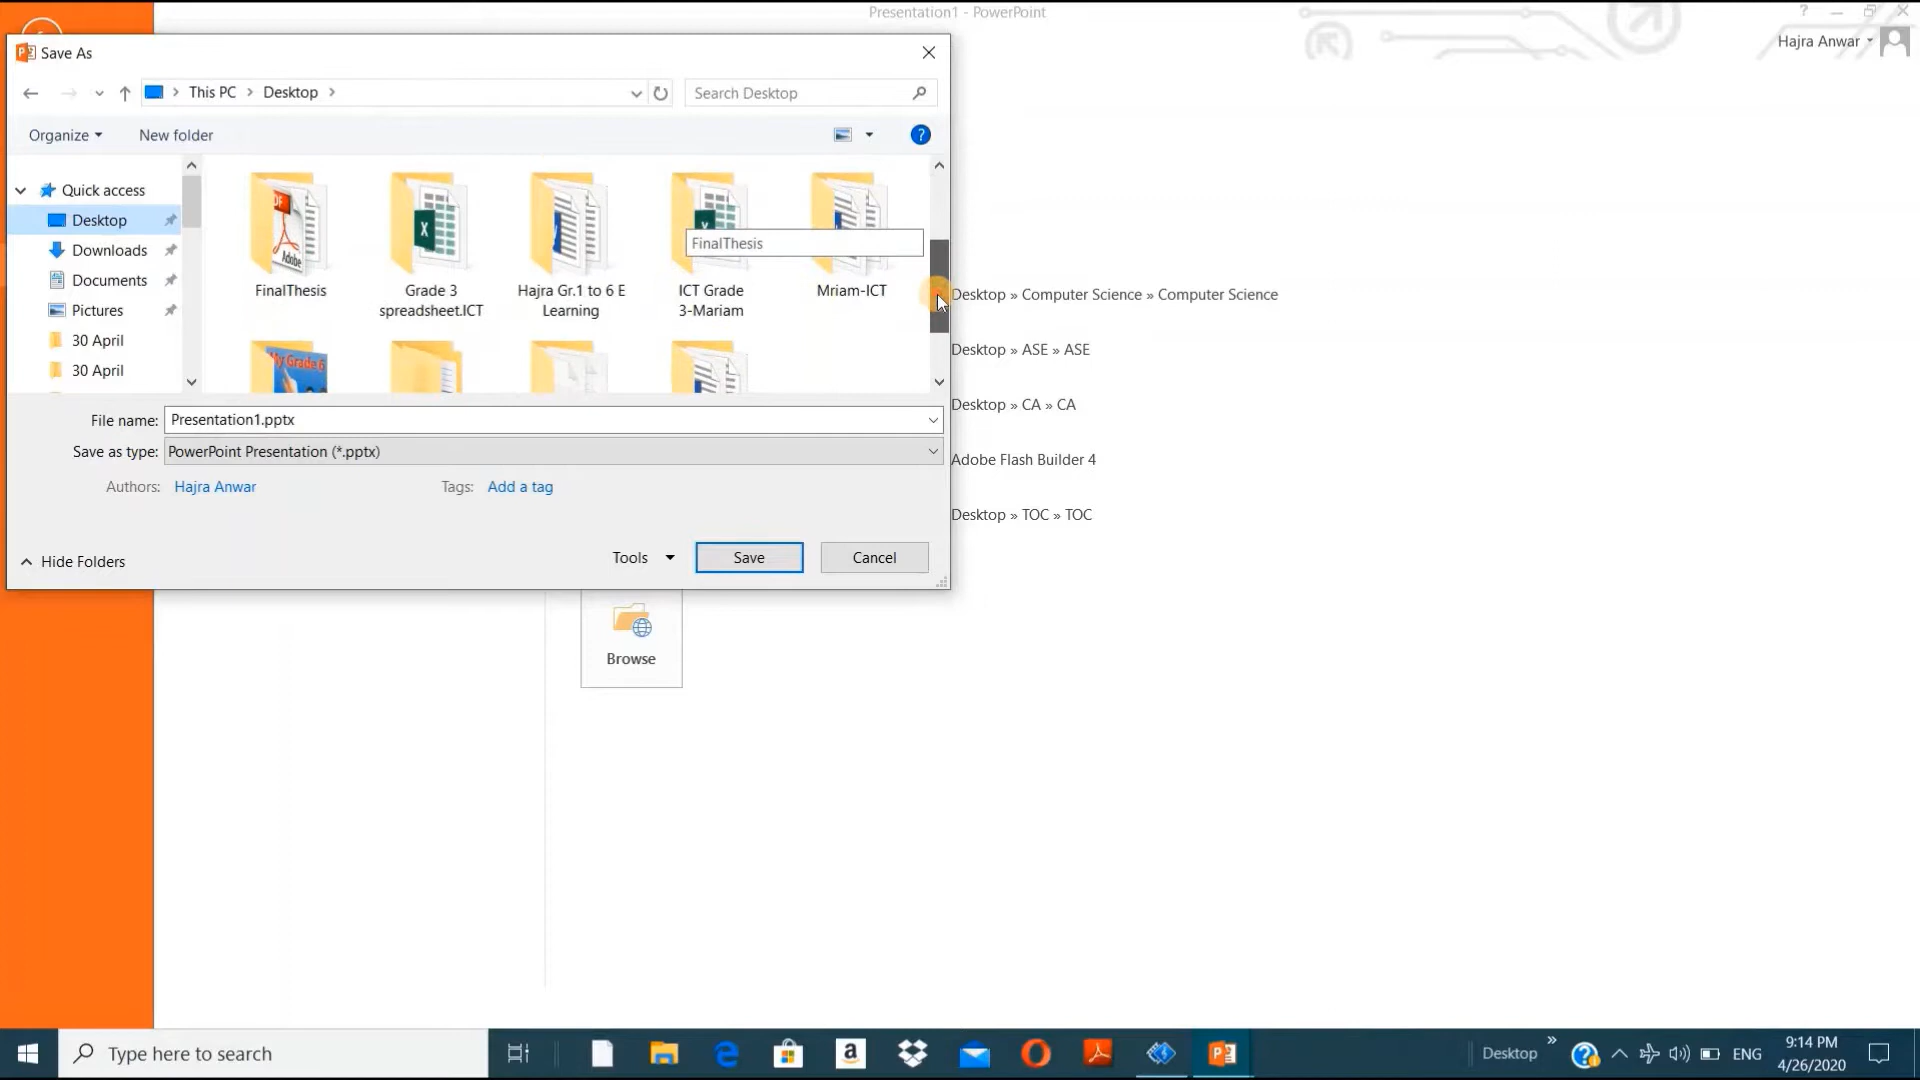 Presentation1 - PowerPoint
Hajra Anwar
Save As
This PC > Desktop >
Search Desktop
Organize
New folder
Quick access
Desktop
Downloads
Documents
Pictures
30 April
30 April
FinalThesis
FinalThesis
Grade 3
spreadsheet.ICT
Hajra Gr.1 to 6 E
Learning
ICT Grade
3-Mariam
Mriam-ICT
My Grade 6
File name: Presentation1.pptx
Save as type: PowerPoint Presentation (*.pptx)
Authors: Hajra Anwar
Tags: Add a tag
Hide Folders
Tools
Save
Cancel
Desktop » Computer Science » Computer Science
Desktop » ASE » ASE
Desktop » CA » CA
Adobe Flash Builder 4
Desktop » TOC » TOC
Browse
Type here to search
Desktop
ENG
9:14 PM
4/26/2020